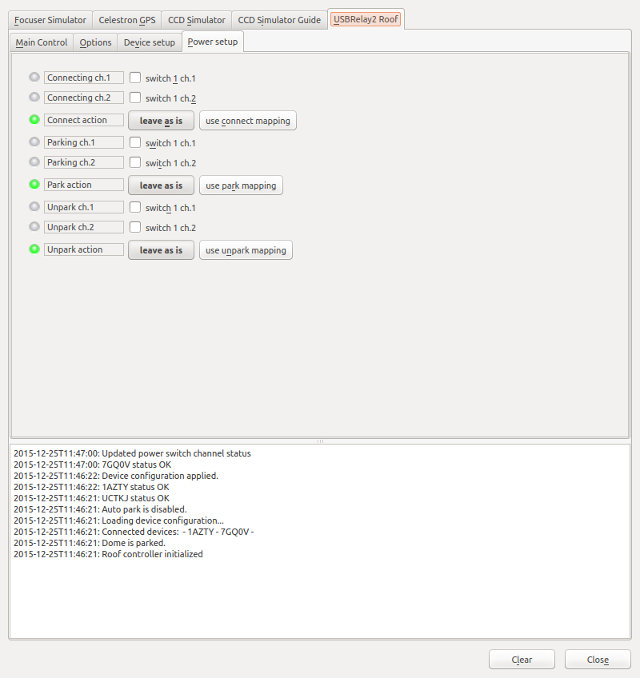 Focuser Simulator Celestron GPS CCD Simulator CCD Simulator Guide USBRelay2 Roof
Main Control Options Device setup Power setup
Connecting ch.1 switch 1 ch.1
Connecting ch.2 switch 1 ch.2
Connect action leave as is use connect mapping
Parking ch.1 switch 1 ch.1
Parking ch.2 switch 1 ch.2
Park action leave as is use park mapping
Unpark ch.1 switch 1 ch.1
Unpark ch.2 switch 1 ch.2
Unpark action leave as is use unpark mapping
2015-12-25T11:47:00: Updated power switch channel status
2015-12-25T11:47:00: 7GQ0V status OK
2015-12-25T11:46:22: Device configuration applied.
2015-12-25T11:46:22: 1AZTY status OK
2015-12-25T11:46:21: UCTKJ status OK
2015-12-25T11:46:21: Auto park is disabled.
2015-12-25T11:46:21: Loading device configuration...
2015-12-25T11:46:21: Connected devices:  - 1AZTY - 7GQ0V -
2015-12-25T11:46:21: Dome is parked.
2015-12-25T11:46:21: Roof controller initialized
Clear Close